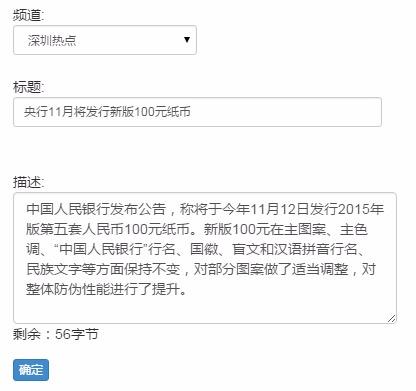 频道:
深圳热点
标题:
央行11月将发行新版100元纸币
描述:
中国人民银行发布公告，称将于今年11月12日发行2015年
版第五套人民币100元纸币。新版100元在主图案、主色
调、“中国人民银行”行名、国徽、盲文和汉语拼音行名、
民族文字等方面保持不变，对部分图案做了适当调整，对
整体防伪性能进行了提升。
剩余：56字节
确定